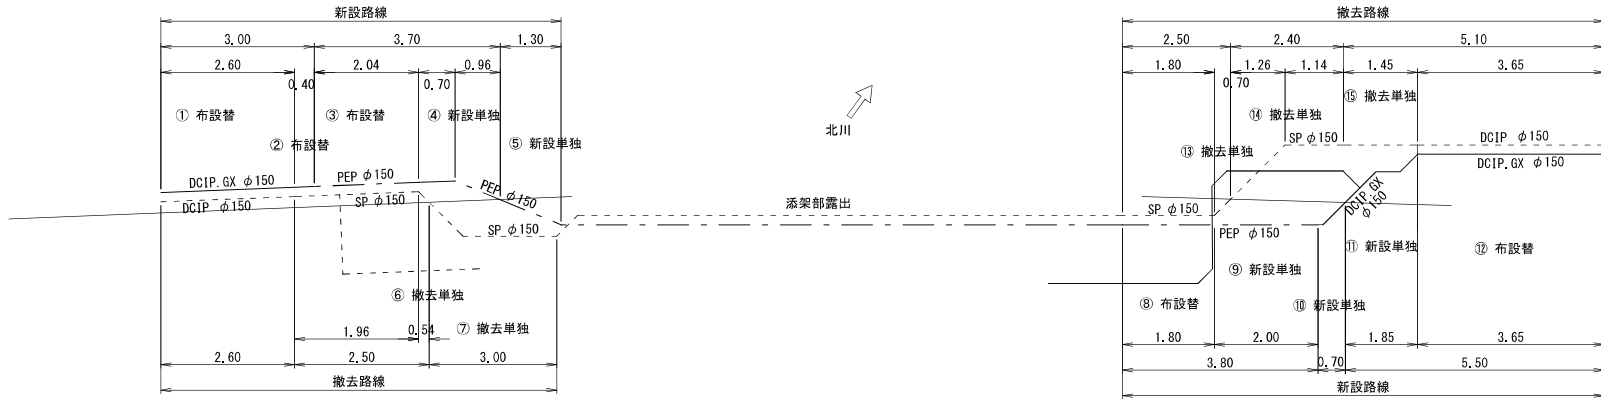 新設路線
撤去路線
3.00
3.70
1.30
2.50
2.40
5.10
2.60
2.04
0.70
0.96
1.80
1.26
1.14
1.45
3.65
0.40
0.70
① 布設替
③ 布設替
④ 新設単独
⑭ 撤去単独
⑮ 撤去単独
北川
② 布設替
⑤ 新設単独
⑬ 撤去単独
SP φ150
DCIP φ150
DCIP.GX φ150
DCIP.GX φ150
PEP φ150
PEP φ150
DCIP φ150
SP φ150
SP φ150
添架部露出
SP φ150
PEP φ150
DCIP.GX
φ150
⑪ 新設単独
⑫ 布設替
⑨ 新設単独
⑥ 撤去単独
⑧ 布設替
⑩ 新設単独
⑦ 撤去単独
1.96
0.54
1.80
2.00
1.85
3.65
2.60
2.50
3.00
3.80
0.70
5.50
撤去路線
新設路線